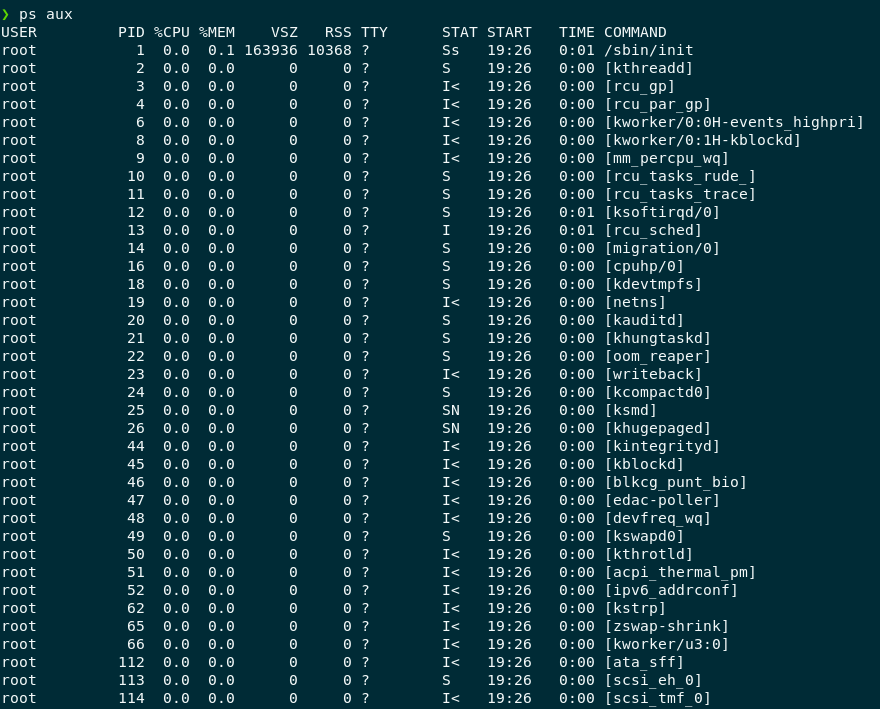 ❯ ps aux
USER         PID %CPU %MEM    VSZ   RSS TTY      STAT START   TIME COMMAND
root           1  0.0  0.1 163936 10368 ?        Ss   19:26   0:01 /sbin/init
root           2  0.0  0.0      0     0 ?        S    19:26   0:00 [kthreadd]
root           3  0.0  0.0      0     0 ?        I<   19:26   0:00 [rcu_gp]
root           4  0.0  0.0      0     0 ?        I<   19:26   0:00 [rcu_par_gp]
root           6  0.0  0.0      0     0 ?        I<   19:26   0:00 [kworker/0:0H-events_highpri]
root           8  0.0  0.0      0     0 ?        I<   19:26   0:00 [kworker/0:1H-kblockd]
root           9  0.0  0.0      0     0 ?        I<   19:26   0:00 [mm_percpu_wq]
root          10  0.0  0.0      0     0 ?        S    19:26   0:00 [rcu_tasks_rude_]
root          11  0.0  0.0      0     0 ?        S    19:26   0:00 [rcu_tasks_trace]
root          12  0.0  0.0      0     0 ?        S    19:26   0:01 [ksoftirqd/0]
root          13  0.0  0.0      0     0 ?        I    19:26   0:01 [rcu_sched]
root          14  0.0  0.0      0     0 ?        S    19:26   0:00 [migration/0]
root          16  0.0  0.0      0     0 ?        S    19:26   0:00 [cpuhp/0]
root          18  0.0  0.0      0     0 ?        S    19:26   0:00 [kdevtmpfs]
root          19  0.0  0.0      0     0 ?        I<   19:26   0:00 [netns]
root          20  0.0  0.0      0     0 ?        S    19:26   0:00 [kauditd]
root          21  0.0  0.0      0     0 ?        S    19:26   0:00 [khungtaskd]
root          22  0.0  0.0      0     0 ?        S    19:26   0:00 [oom_reaper]
root          23  0.0  0.0      0     0 ?        I<   19:26   0:00 [writeback]
root          24  0.0  0.0      0     0 ?        S    19:26   0:00 [kcompactd0]
root          25  0.0  0.0      0     0 ?        SN   19:26   0:00 [ksmd]
root          26  0.0  0.0      0     0 ?        SN   19:26   0:00 [khugepaged]
root          44  0.0  0.0      0     0 ?        I<   19:26   0:00 [kintegrityd]
root          45  0.0  0.0      0     0 ?        I<   19:26   0:00 [kblockd]
root          46  0.0  0.0      0     0 ?        I<   19:26   0:00 [blkcg_punt_bio]
root          47  0.0  0.0      0     0 ?        I<   19:26   0:00 [edac-poller]
root          48  0.0  0.0      0     0 ?        I<   19:26   0:00 [devfreq_wq]
root          49  0.0  0.0      0     0 ?        S    19:26   0:00 [kswapd0]
root          50  0.0  0.0      0     0 ?        I<   19:26   0:00 [kthrotld]
root          51  0.0  0.0      0     0 ?        I<   19:26   0:00 [acpi_thermal_pm]
root          52  0.0  0.0      0     0 ?        I<   19:26   0:00 [ipv6_addrconf]
root          62  0.0  0.0      0     0 ?        I<   19:26   0:00 [kstrp]
root          65  0.0  0.0      0     0 ?        I<   19:26   0:00 [zswap-shrink]
root          66  0.0  0.0      0     0 ?        I<   19:26   0:00 [kworker/u3:0]
root         112  0.0  0.0      0     0 ?        I<   19:26   0:00 [ata_sff]
root         113  0.0  0.0      0     0 ?        S    19:26   0:00 [scsi_eh_0]
root         114  0.0  0.0      0     0 ?        I<   19:26   0:00 [scsi_tmf_0]